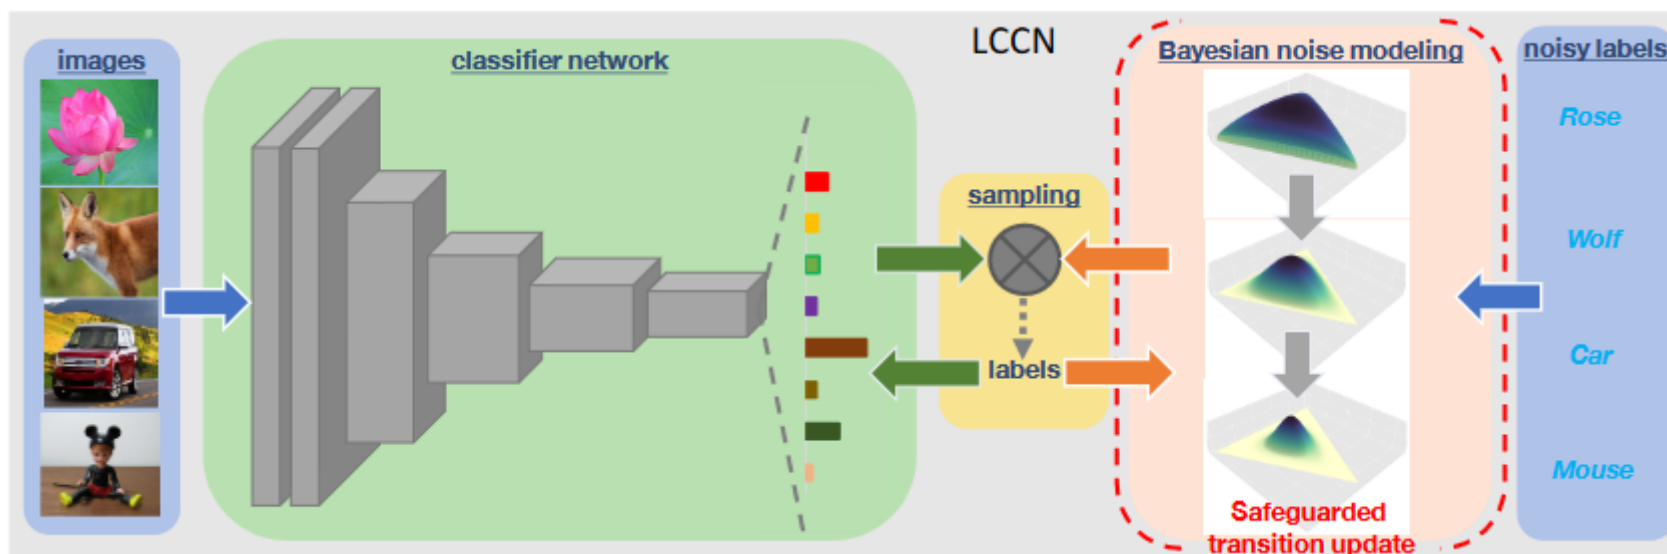 images
classifier network
LCCN
Bayesian noise modeling
noisy labels
Rose
sampling
Wolf
labels
Car
Mouse
Safeguarded
transition update